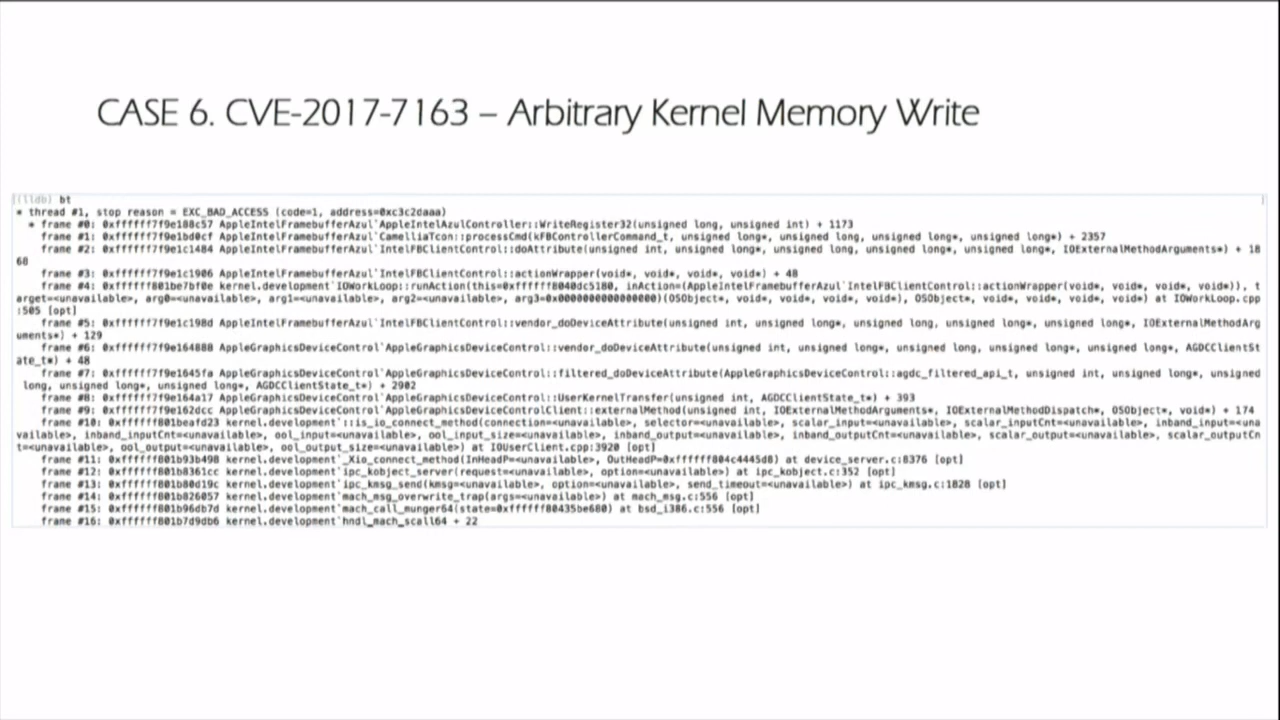 CASE 6. CVE-2017-7163 – Arbitrary Kernel Memory Write
(lldb) bt
* thread #1, stop reason = EXC_BAD_ACCESS (code=1, address=0xc3c2daaa)
* frame #0: 0xffffff7f9e188c57 AppleIntelFramebufferAzul`AppleIntelAzulController::WriteRegister32(unsigned long, unsigned int) + 1173
frame #1: 0xffffff7f9e1bd0cf AppleIntelFramebufferAzul`CamelliaTcon::processCmd(kFBControllerCommand_t, unsigned long*, unsigned long, unsigned long*, unsigned long*) + 2357
frame #2: 0xffffff7f9e1c1484 AppleIntelFramebufferAzul`IntelFBClientControl::doAttribute(unsigned int, unsigned long*, unsigned long, unsigned long*, unsigned long*, IOExternalMethodArguments*) + 18
68
frame #3: 0xffffff7f9e1c1906 AppleIntelFramebufferAzul`IntelFBClientControl::actionWrapper(void*, void*, void*, void*) + 48
frame #4: 0xffffff801be7bf0e kernel.development`IOWorkLoop::runAction(this=0xffffff8040dc5180, inAction=(AppleIntelFramebufferAzul`IntelFBClientControl::actionWrapper(void*, void*, void*, void*)), t
arget=<unavailable>, arg0=<unavailable>, arg1=<unavailable>, arg2=<unavailable>, arg3=0x0000000000000000)(OSObject*, void*, void*, void*, void*), OSObject*, void*, void*, void*, void*) at IOWorkLoop.cpp
:505 [opt]
frame #5: 0xffffff7f9e1c198d AppleIntelFramebufferAzul`IntelFBClientControl::vendor_doDeviceAttribute(unsigned int, unsigned long*, unsigned long, unsigned long*, unsigned long*, IOExternalMethodArg
uments*) + 129
frame #6: 0xffffff7f9e164888 AppleGraphicsDeviceControl`AppleGraphicsDeviceControl::vendor_doDeviceAttribute(unsigned int, unsigned long*, unsigned long, unsigned long*, unsigned long*, AGDCClientSt
ate_t*) + 48
frame #7: 0xffffff7f9e1645fa AppleGraphicsDeviceControl`AppleGraphicsDeviceControl::filtered_doDeviceAttribute(AppleGraphicsDeviceControl::agdc_filtered_api_t, unsigned int, unsigned long*, unsigned
long, unsigned long*, unsigned long*, AGDCClientState_t*) + 2902
frame #8: 0xffffff7f9e164a17 AppleGraphicsDeviceControl`AppleGraphicsDeviceControl::UserKernelTransfer(unsigned int, AGDCClientState_t*) + 393
frame #9: 0xffffff7f9e162dcc AppleGraphicsDeviceControl`AppleGraphicsDeviceControlClient::externalMethod(unsigned int, IOExternalMethodArguments*, IOExternalMethodDispatch*, OSObject*, void*) + 174
frame #10: 0xffffff801beafd23 kernel.development`::is_io_connect_method(connection=<unavailable>, selector=<unavailable>, scalar_input=<unavailable>, scalar_inputCnt=<unavailable>, inband_input=<una
vailable>, inband_inputCnt=<unavailable>, ool_input=<unavailable>, ool_input_size=<unavailable>, inband_output=<unavailable>, inband_outputCnt=<unavailable>, scalar_output=<unavailable>, scalar_outputCn
t=<unavailable>, ool_output=<unavailable>, ool_output_size=<unavailable>) at IOUserClient.cpp:3920 [opt]
frame #11: 0xffffff801b93b498 kernel.development`_Xio_connect_method(InHeadP=<unavailable>, OutHeadP=0xffffff804c4445d8) at device_server.c:8376 [opt]
frame #12: 0xffffff801b8361cc kernel.development`ipc_kobject_server(request=<unavailable>, option=<unavailable>) at ipc_kobject.c:352 [opt]
frame #13: 0xffffff801b80d19c kernel.development`ipc_kmsg_send(kmsg=<unavailable>, option=<unavailable>, send_timeout=<unavailable>) at ipc_kmsg.c:1828 [opt]
frame #14: 0xffffff801b826057 kernel.development`mach_msg_overwrite_trap(args=<unavailable>) at mach_msg.c:556 [opt]
frame #15: 0xffffff801b96db7d kernel.development`mach_call_munger64(state=0xffffff80435be680) at bsd_i386.c:556 [opt]
frame #16: 0xffffff801b7d9db6 kernel.development`hndl_mach_scall64 + 22